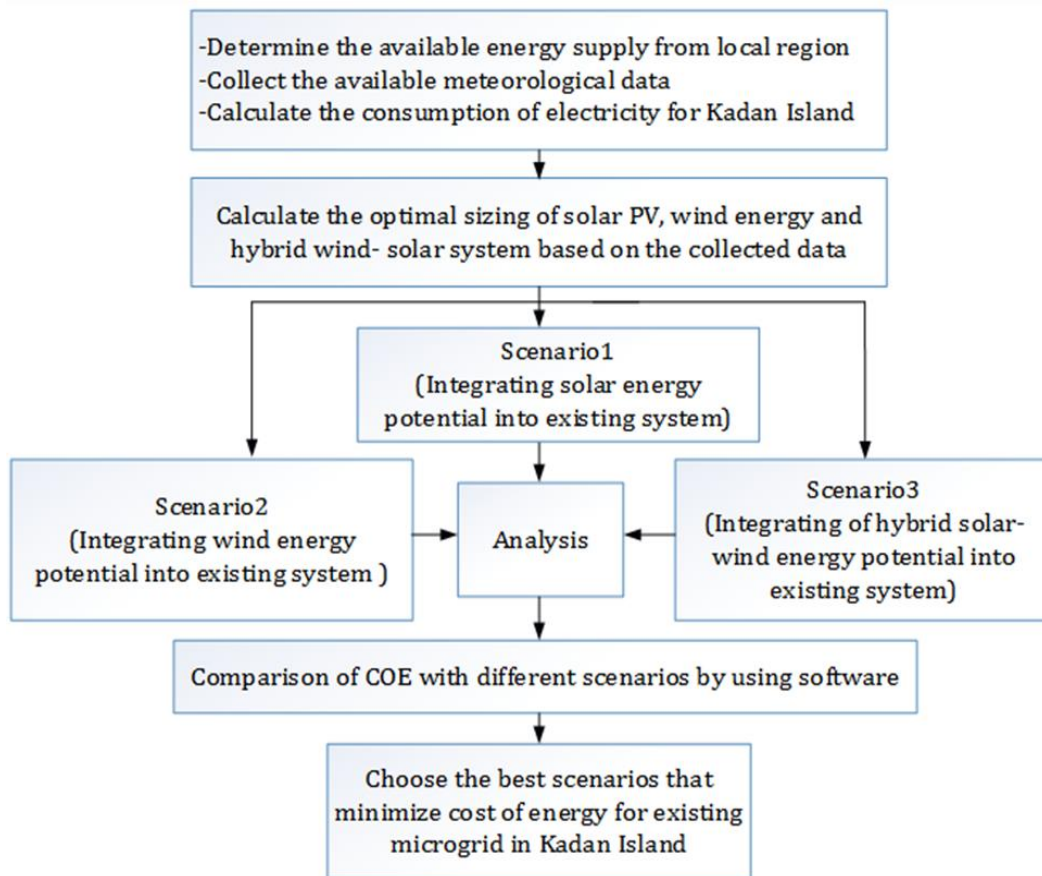 -Determine the available energy supply from local region
-Collect the available meteorological data
-Calculate the consumption of electricity for Kadan Island
Calculate the optimal sizing of solar PV, wind energy and
hybrid wind- solar system based on the collected data
Scenario1
(Integrating solar energy
potential into existing system)
Scenario2
(Integrating wind energy
potential into existing system )
Analysis
Scenario3
(Integrating of hybrid solar-
wind energy potential into
existing system)
Comparison of COE with different scenarios by using software
Choose the best scenarios that
minimize cost of energy for existing
microgrid in Kadan Island